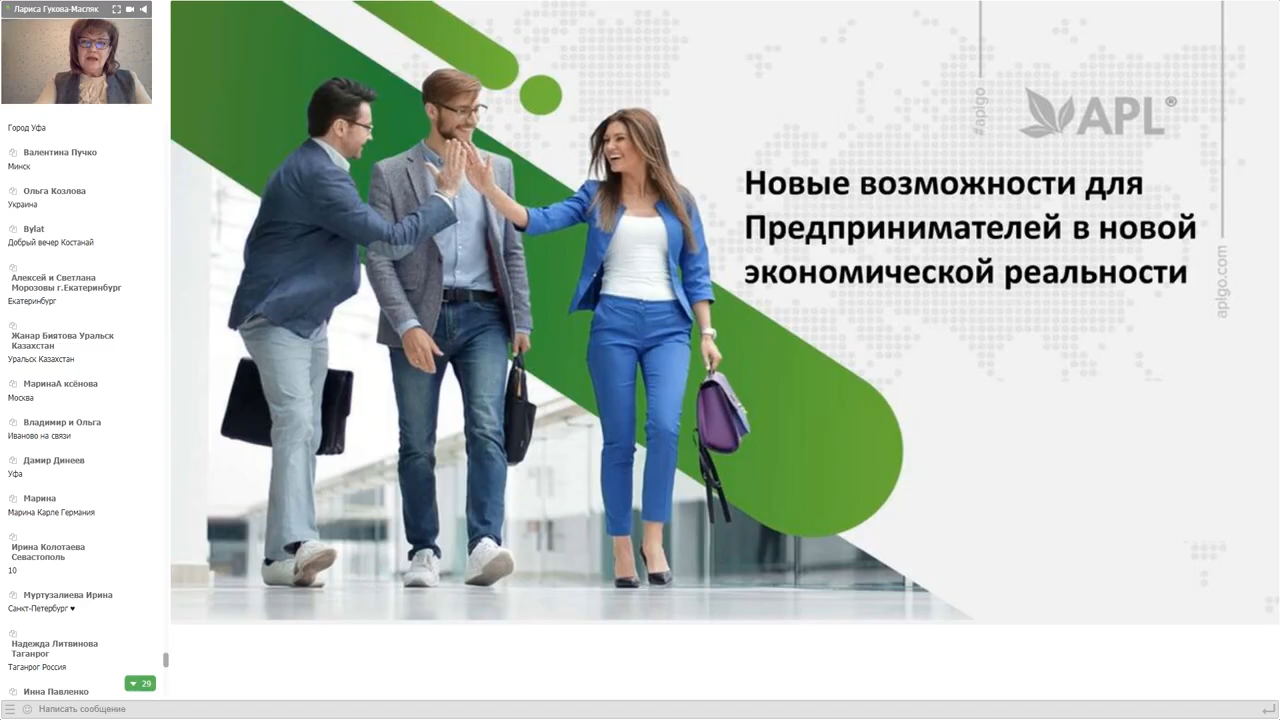 Лариса Гукова-Масляк
Город Уфа
Валентина Пучко
Минск
Ольга Козлова
Украина
Bylat
Добрый вечер Костанай
Алексей и Светлана
Морозовы г.Екатеринбург
Екатеринбург
Жанар Биятова Уральск
Казахстан
Уральск Казахстан
МаринаА ксёнова
Москва
Владимир и Ольга
Иваново на связи
Дамир Динеев
Уфа
Марина
Марина Карле Германия
Ирина Колотаева
Севастополь
10
Муртузалиева Ирина
Санкт-Петербург ♥
Надежда Литвинова
Таганрог
Таганрог Россия
29
Инна Павленко
Написать сообщение
#aplgo
APL®
Новые возможности для
Предпринимателей в новой
экономической реальности
aplgo.com